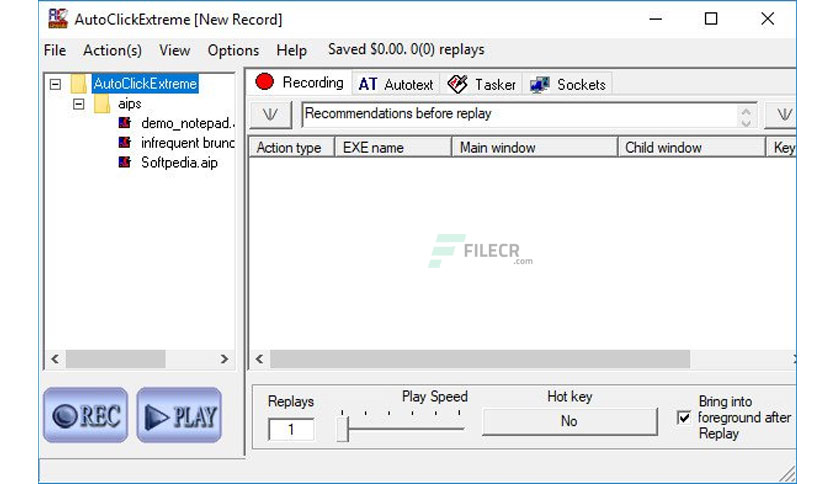 AutoClickExtreme [New Record]
File Action(s) View Options Help Saved $0.00. 0(0) replays
AutoClickExtreme
aips
demo_notepad.
infrequent brunc
Softpedia.aip
Recording AT Autotext Tasker Sockets
Recommendations before replay
Action type EXE name Main window Child window Key
FILECR
.com
REC PLAY
Replays Play Speed Hot key
1 No
Bring into
foreground after
Replay